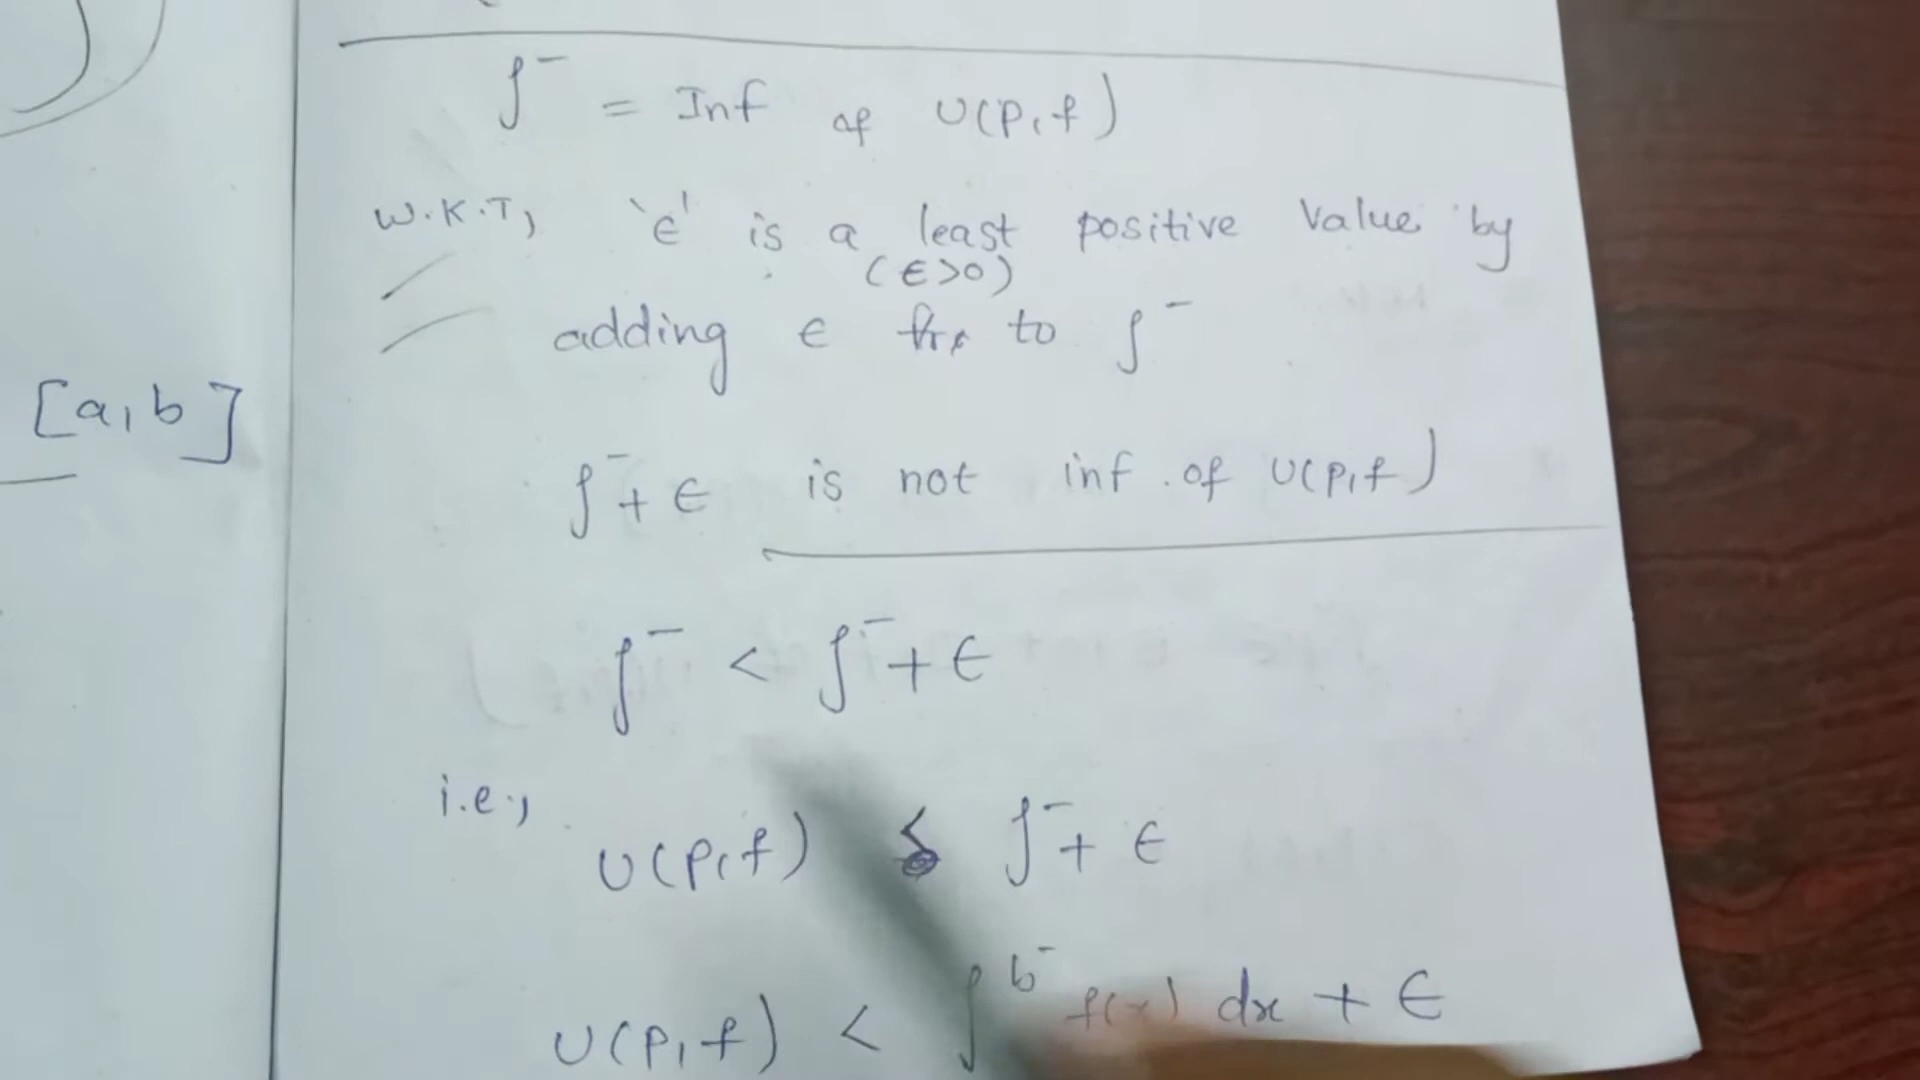 ∫⁻ = Inf of U(P,f)
W.K.T, 'ϵ' is a least positive value by
(ϵ>0)
adding ϵ to ∫⁻
[a,b]
∫⁻+ϵ is not inf. of U(P,f)
∫⁻ < ∫⁻+ϵ
i.e., U(P,f) < ∫⁻+ϵ
U(P,f) < ∫ᵇ⁻ f(x) dx + ϵ